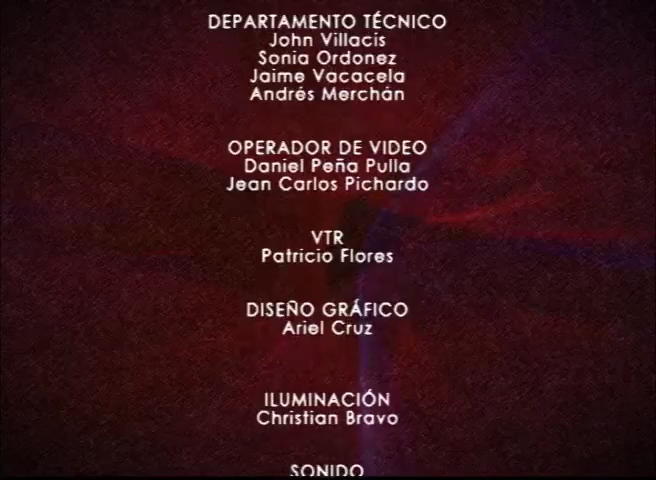 DEPARTAMENTO TÉCNICO
John Villacis
Sonia Ordonez
Jaime Vacacela
Andrés Merchán
OPERADOR DE VIDEO
Daniel Peña Pulla
Jean Carlos Pichardo
VTR
Patricio Flores
DISEÑO GRÁFICO
Ariel Cruz
ILUMINACIÓN
Christian Bravo
SONIDO